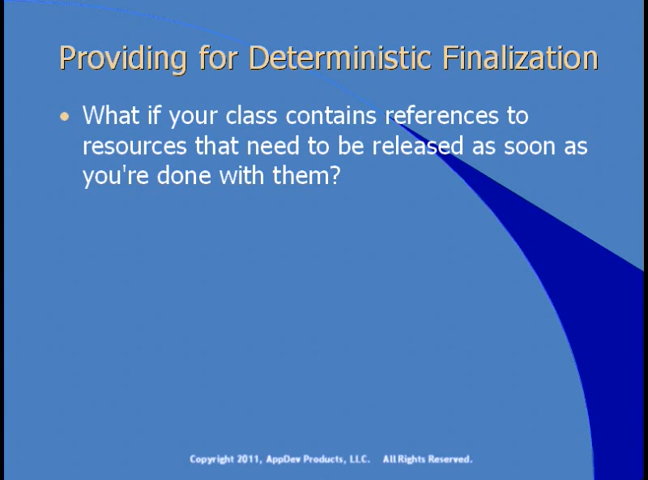 Providing for Deterministic Finalization
• What if your class contains references to
resources that need to be released as soon as
you're done with them?
Copyright 2011, AppDev Products, LLC. All Rights Reserved.